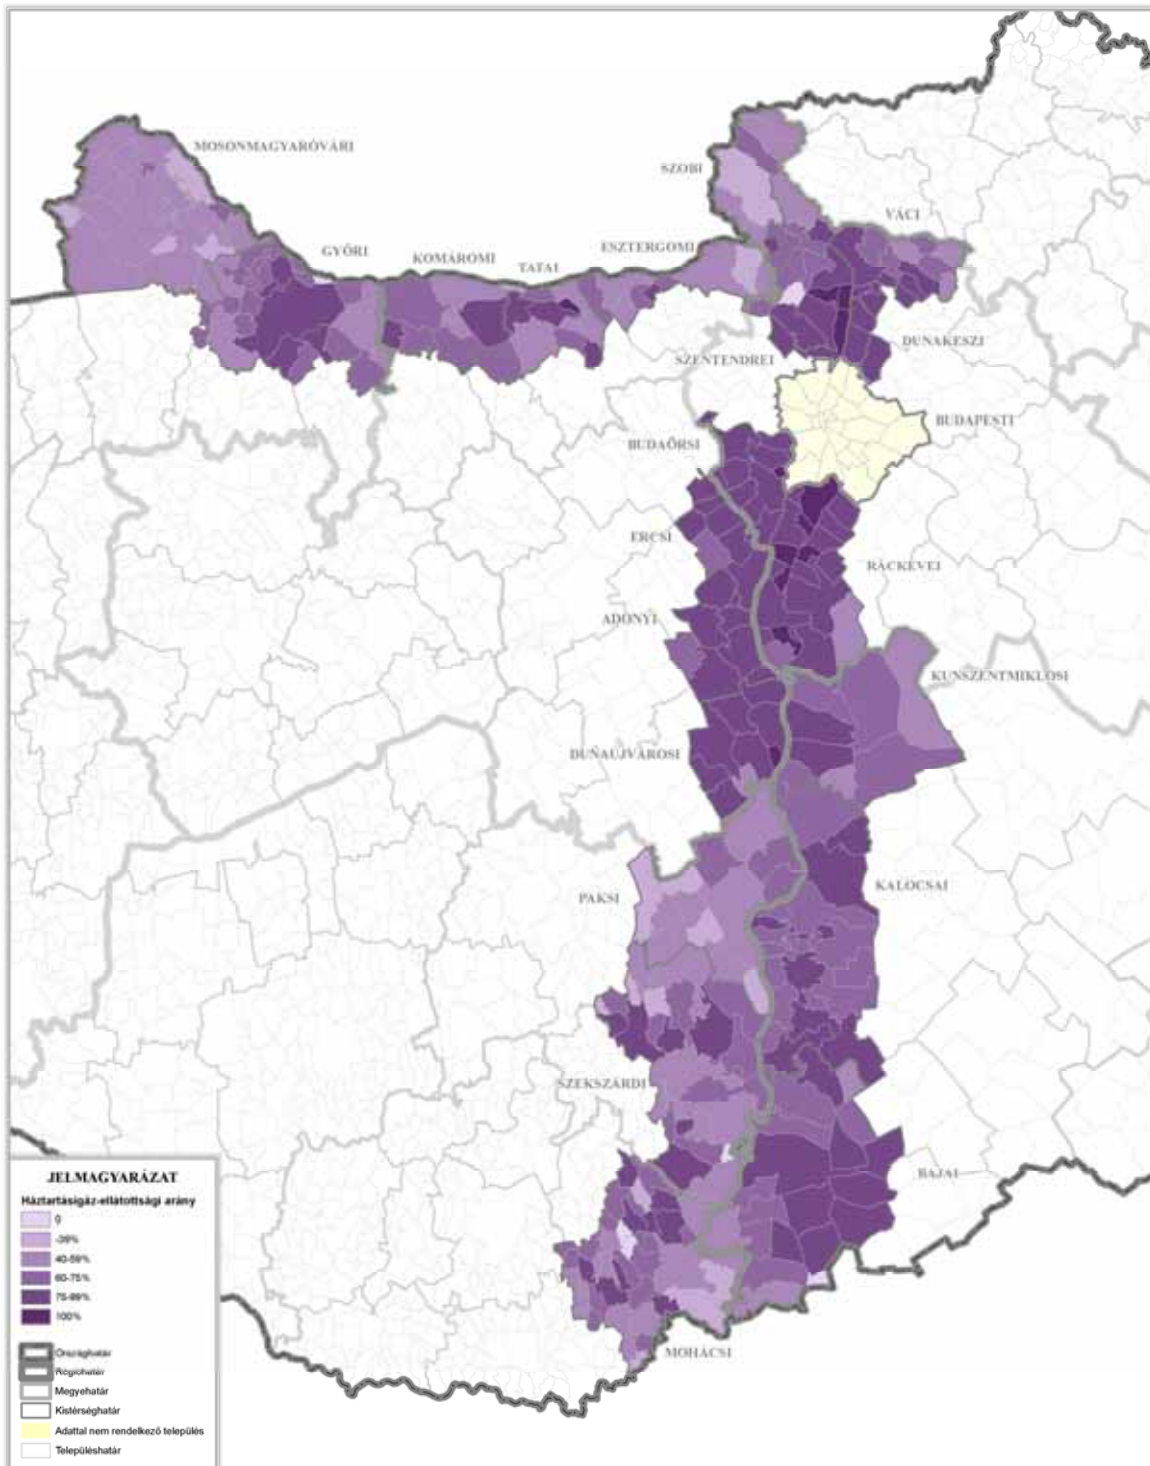 MOSONMAGYARÓVÁRI
SZOBI
VÁCI
GYŐRI
KOMÁROMI
TATAI
ESZTERGOMI
SZENTENDREI
DUNAKESZI
BUDAPESTI
BUDAÖRSI
ERCSI
RÁCKEVEI
ADONYI
KUNSZENTMIKLÓSI
DUNAÚJVÁROSI
PAKSI
KALOCSAI
SZEKSZÁRDI
BAJAI
MOHÁCSI
JELMAGYARÁZAT
Háztartásigáz-ellátottsági arány
0
-39%
40-59%
60-75%
75-99%
100%
Országhatár
Régióhatár
Megyehatár
Kistérséghatár
Adattal nem rendelkező település
Településhatár